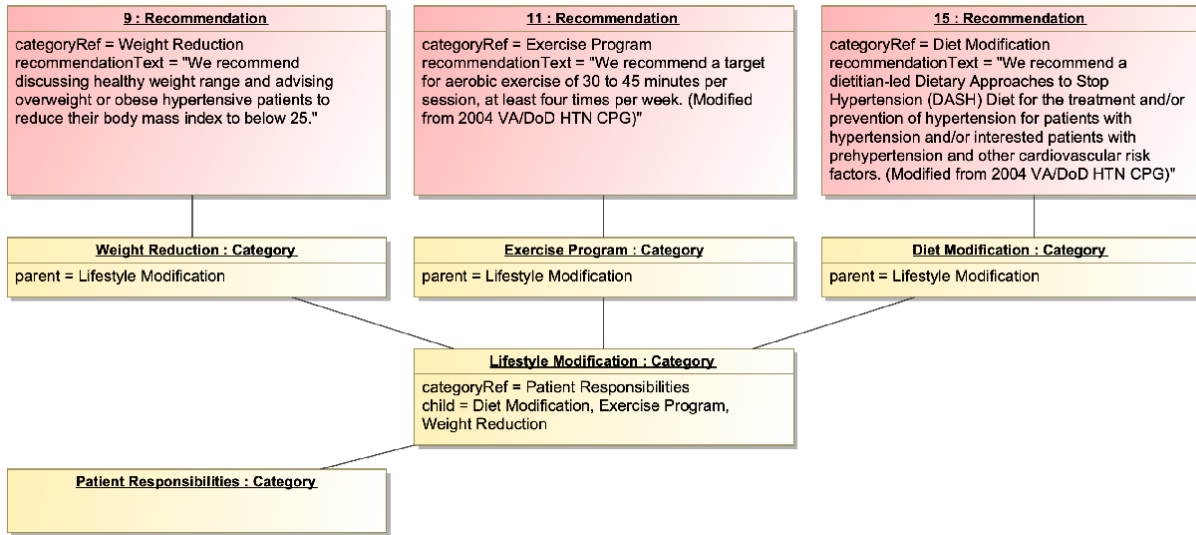 9 : Recommendation
categoryRef = Weight Reduction
recommendationText = "We recommend
discussing healthy weight range and advising
overweight or obese hypertensive patients to
reduce their body mass index to below 25."
11 : Recommendation
categoryRef = Exercise Program
recommendationText = "We recommend a target
for aerobic exercise of 30 to 45 minutes per
session, at least four times per week. (Modified
from 2004 VA/DoD HTN CPG)"
15 : Recommendation
categoryRef = Diet Modification
recommendationText = "We recommend a
dietitian-led Dietary Approaches to Stop
Hypertension (DASH) Diet for the treatment and/or
prevention of hypertension for patients with
hypertension and/or interested patients with
prehypertension and other cardiovascular risk
factors. (Modified from 2004 VA/DoD HTN CPG)"
Weight Reduction : Category
parent = Lifestyle Modification
Exercise Program : Category
parent = Lifestyle Modification
Diet Modification : Category
parent = Lifestyle Modification
Lifestyle Modification : Category
categoryRef = Patient Responsibilities
child = Diet Modification, Exercise Program,
Weight Reduction
Patient Responsibilities : Category